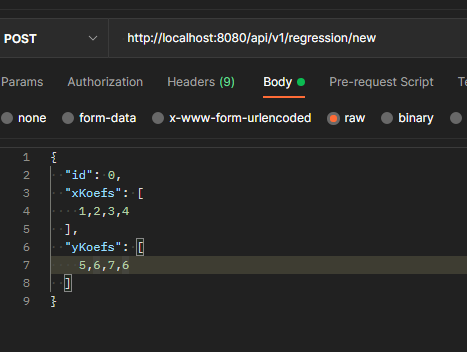 POST http://localhost:8080/api/v1/regression/new
Params Authorization Headers (9) Body Pre-request Script
none form-data x-www-form-urlencoded raw binary
1 {
2 "id": 0,
3 "xKoefs": [
4 1,2,3,4
5 ],
6 "yKoefs": [
7 5,6,7,6
8 ]
9 }